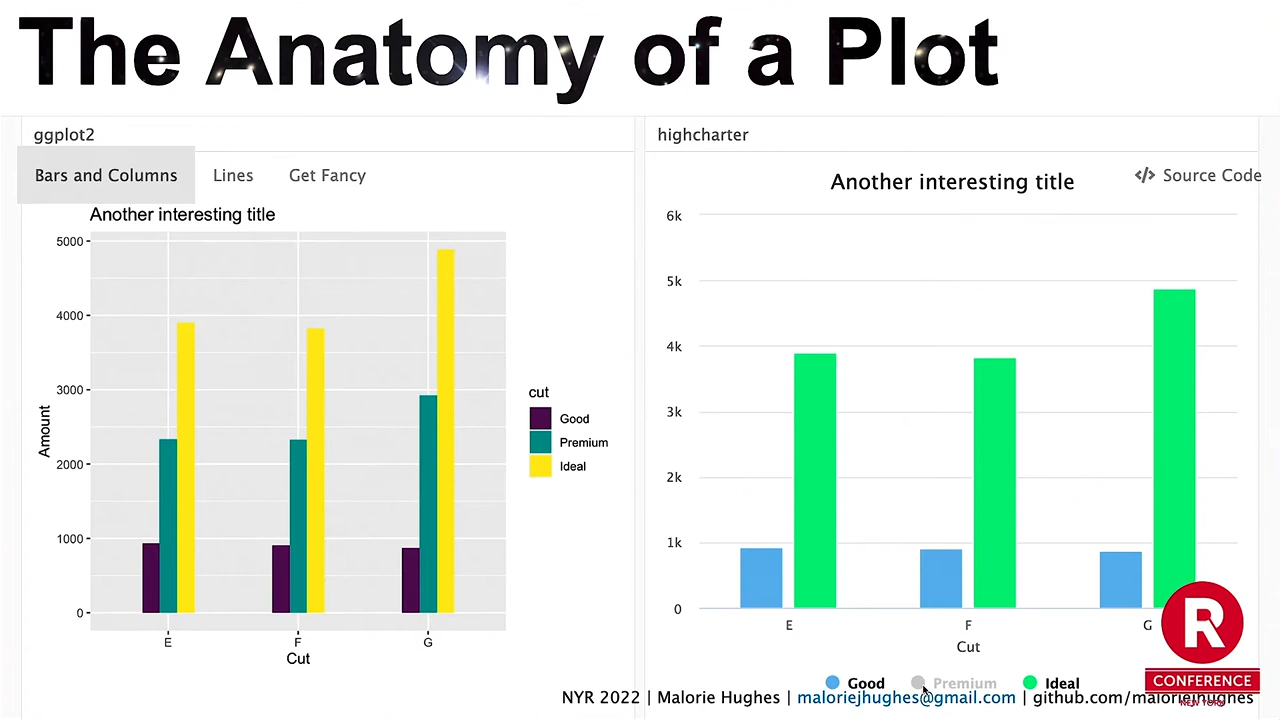 The Anatomy of a Plot
ggplot2
Bars and Columns Lines Get Fancy
Another interesting title
5000
4000
3000
2000
1000
0
Amount
E F G
Cut
cut
Good
Premium
Ideal
highcharter
</> Source Code
Another interesting title
6k
5k
4k
3k
2k
1k
0
E F G
Cut
Good Premium Ideal
NYR 2022 | Malorie Hughes | maloriejhughes@gmail.com | github.com/maloriejhughes
R
CONFERENCE
NEW YORK